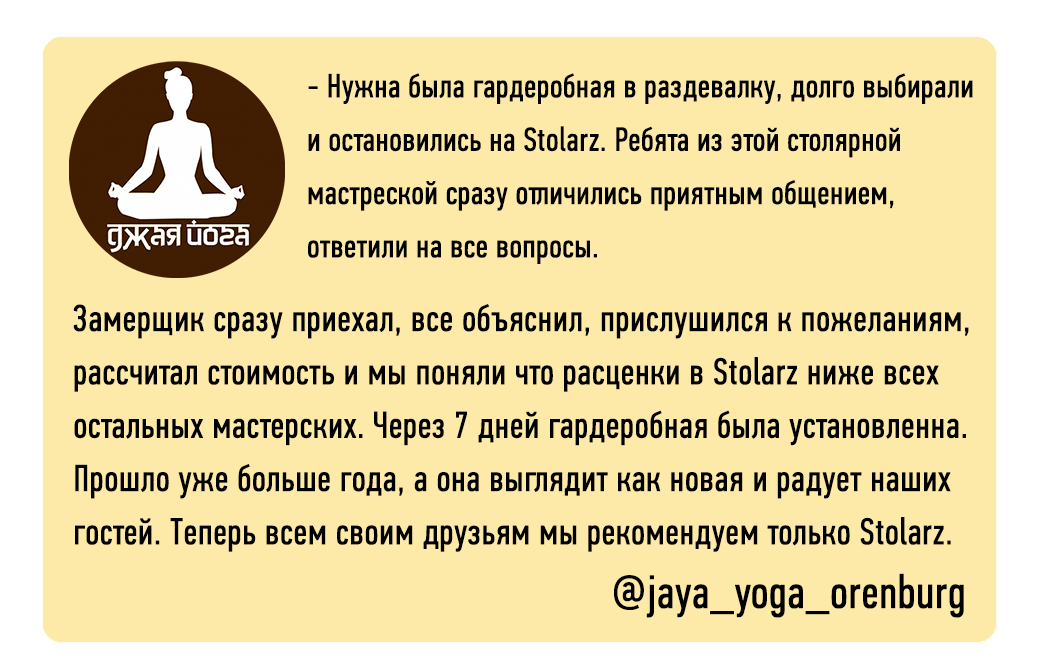 - Нужна была гардеробная в раздевалку, долго выбирали
и остановились на Stolarz. Ребята из этой столярной
мастреской сразу отличились приятным общением,
ответили на все вопросы.
джая йога
Замерщик сразу приехал, все объяснил, прислушился к пожеланиям,
рассчитал стоимость и мы поняли что расценки в Stolarz ниже всех
остальных мастерских. Через 7 дней гардеробная была установленна.
Прошло уже больше года, а она выглядит как новая и радует наших
гостей. Теперь всем своим друзьям мы рекомендуем только Stolarz.
@jaya_yoga_orenburg